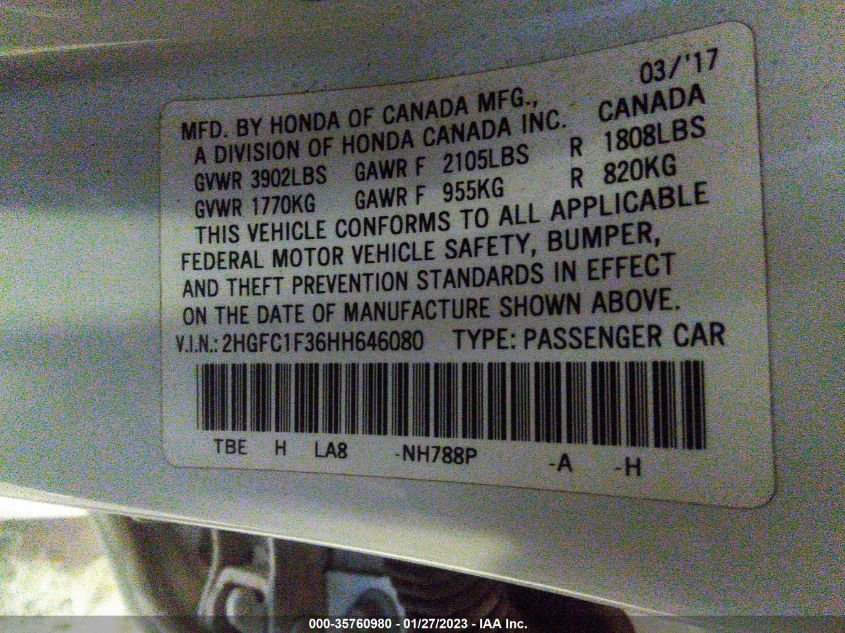 03/'17
MFD. BY HONDA OF CANADA MFG.,
A DIVISION OF HONDA CANADA INC. CANADA
GVWR 3902LBS GAWR F 2105LBS R 1808LBS
GVWR 1770KG GAWR F 955KG R 820KG
THIS VEHICLE CONFORMS TO ALL APPLICABLE
FEDERAL MOTOR VEHICLE SAFETY, BUMPER,
AND THEFT PREVENTION STANDARDS IN EFFECT
ON THE DATE OF MANUFACTURE SHOWN ABOVE.
V.I.N.: 2HGFC1F36HH646080 TYPE: PASSENGER CAR
TBE H LA8 -NH788P -A -H
000-35760980 - 01/27/2023 - IAA Inc.